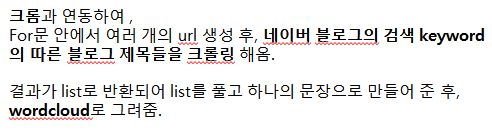 크롬과 연동하여 ,
For문 안에서 여러 개의 url 생성 후, 네이버 블로그의 검색 keyword
의 따른 블로그 제목들을 크롤링 해옴.
결과가 list로 반환되어 list를 풀고 하나의 문장으로 만들어 준 후,
wordcloud로 그려줌.